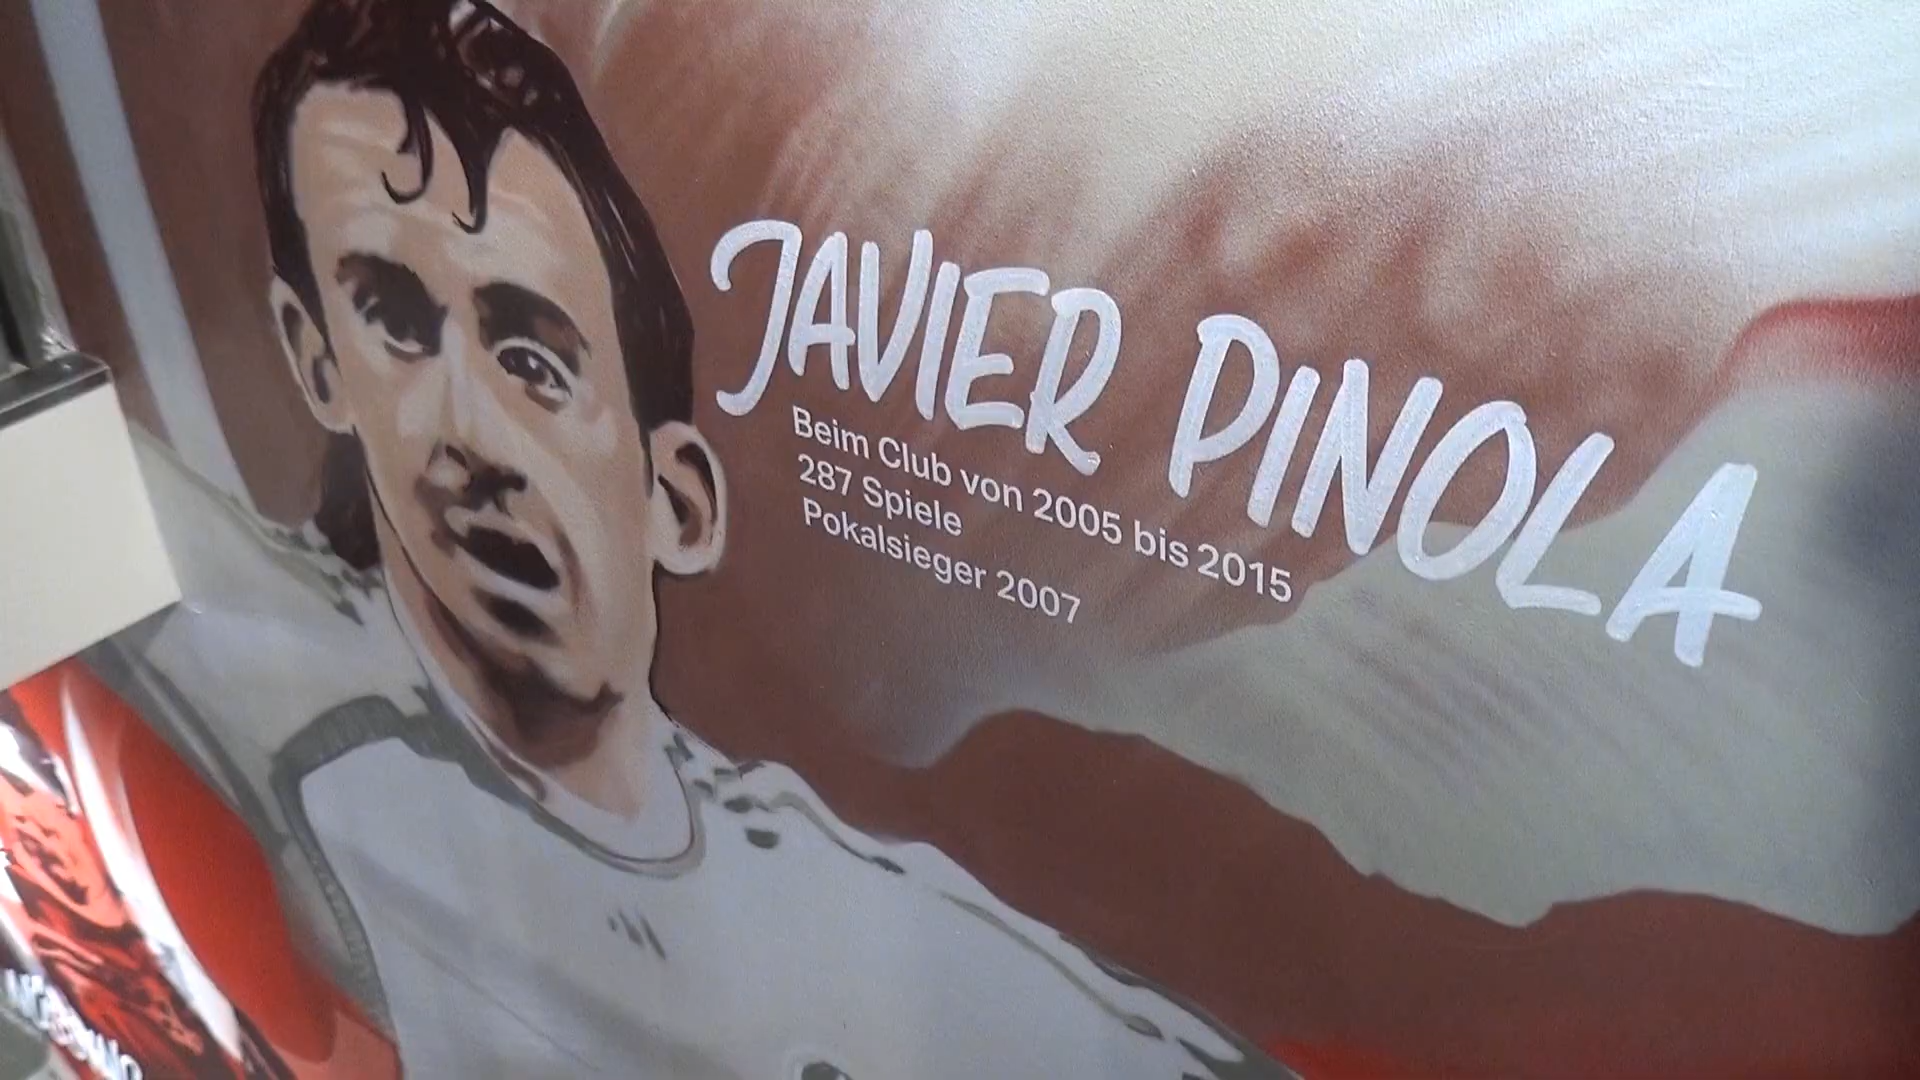 JAVIER PINOLA
Beim Club von 2005 bis 2015
287 Spiele
Pokalsieger 2007